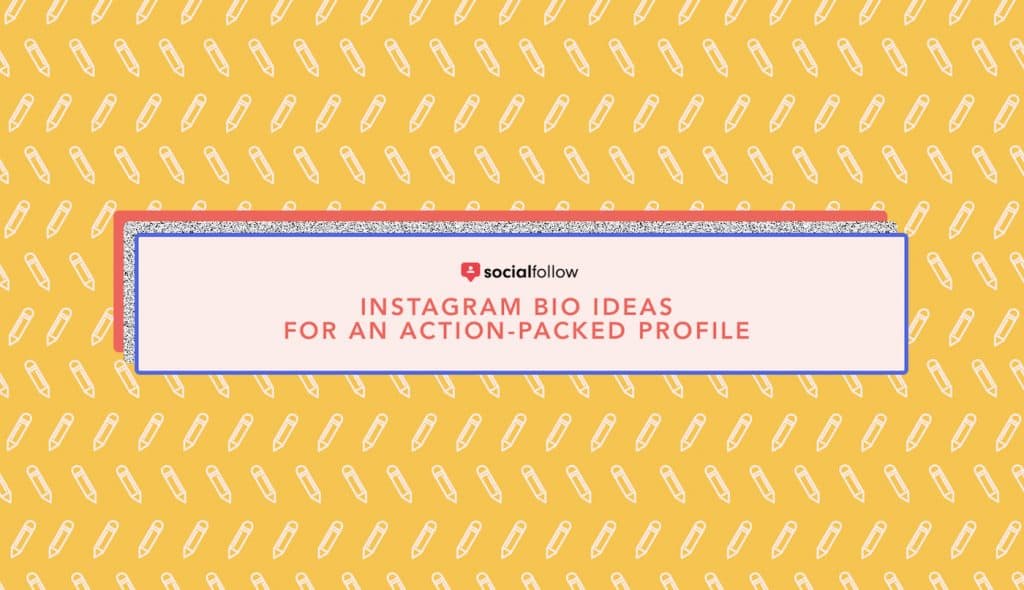 socialfollow
INSTAGRAM BIO IDEAS
FOR AN ACTION-PACKED PROFILE